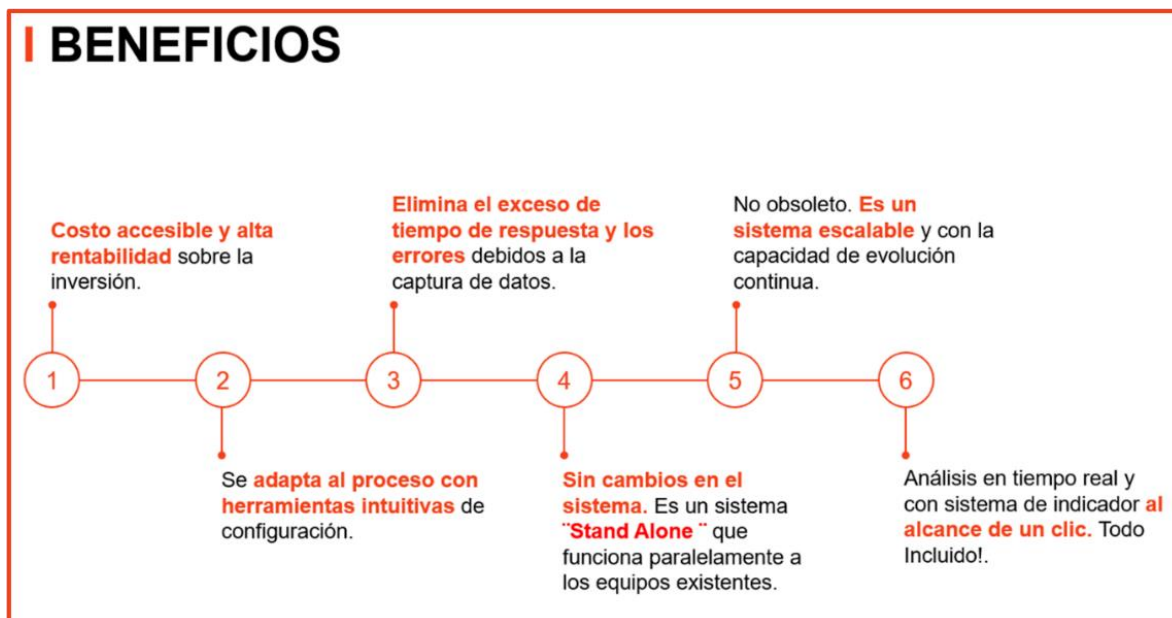 BENEFICIOS
Costo accesible y alta
rentabilidad sobre la
inversión.
Elimina el exceso de
tiempo de respuesta y los
errores debidos a la
captura de datos.
No obsoleto. Es un
sistema escalable y con la
capacidad de evolución
continua.
1
2
3
4
5
6
Se adapta al proceso con
herramientas intuitivas de
configuración.
Sin cambios en el
sistema. Es un sistema
¨Stand Alone ¨ que
funciona paralelamente a
los equipos existentes.
Análisis en tiempo real y
con sistema de indicador al
alcance de un clic. Todo
Incluido!.